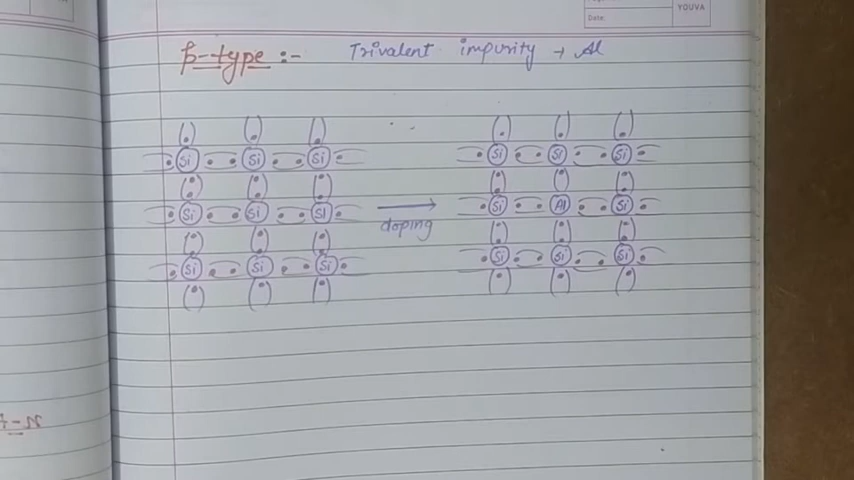 Date:
YOUVA
p-type :- Trivalent impurity → Al
Si Si Si
Si Si Si
Si Si Si
doping
Si Si Si
Si Al Si
Si Si Si